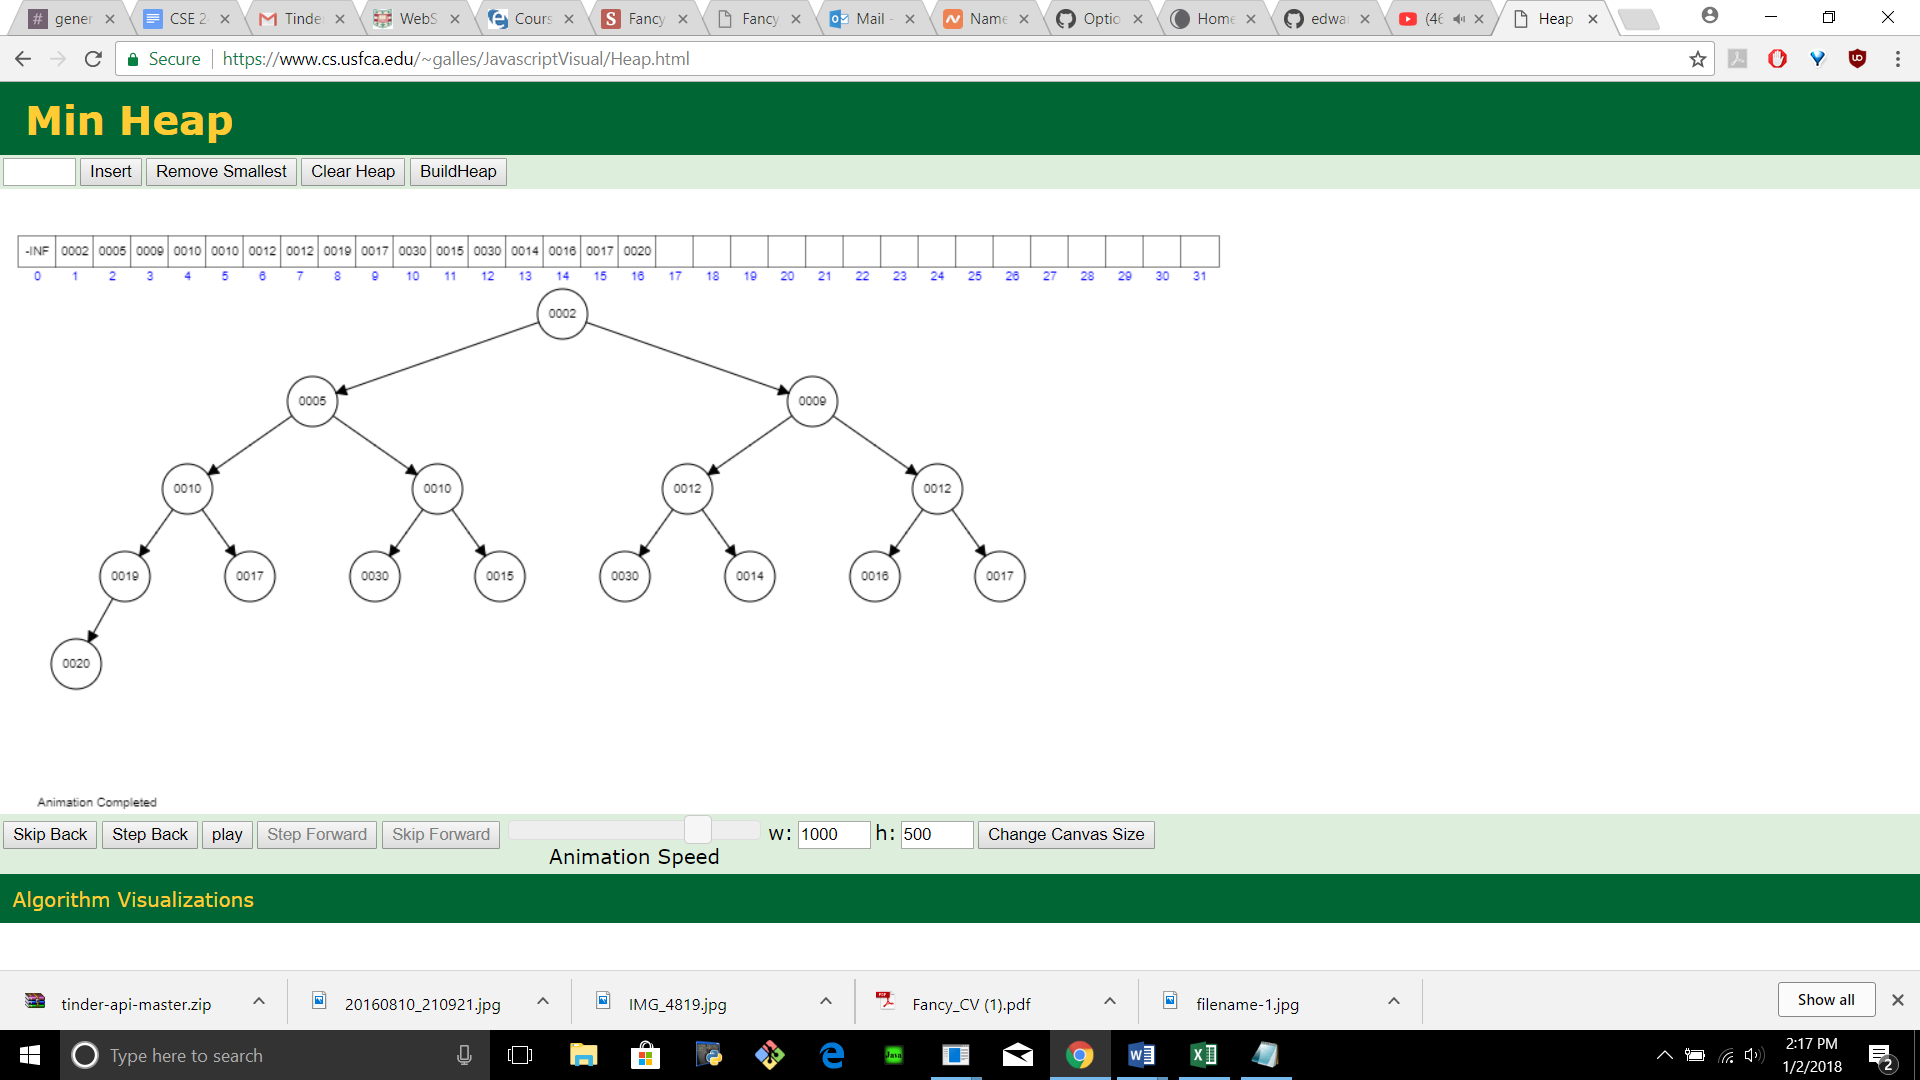 gener CSE 2 Tinde WebS Cours Fancy Fancy Mail - Name Optio Home edwa (46 Heap
Secure https://www.cs.usfca.edu/~galles/JavascriptVisual/Heap.html
Min Heap
Insert Remove Smallest Clear Heap BuildHeap
-INF 0002 0005 0009 0010 0010 0012 0012 0019 0017 0030 0015 0030 0014 0016 0017 0020
0 1 2 3 4 5 6 7 8 9 10 11 12 13 14 15 16 17 18 19 20 21 22 23 24 25 26 27 28 29 30 31
0002
0005 0009
0010 0010 0012 0012
0019 0017 0030 0015 0030 0014 0016 0017
0020
Animation Completed
Skip Back Step Back play Step Forward Skip Forward w: 1000 h: 500 Change Canvas Size
Animation Speed
Algorithm Visualizations
tinder-api-master.zip 20160810_210921.jpg IMG_4819.jpg Fancy_CV (1).pdf filename-1.jpg Show all
Type here to search
2:17 PM
1/2/2018
2